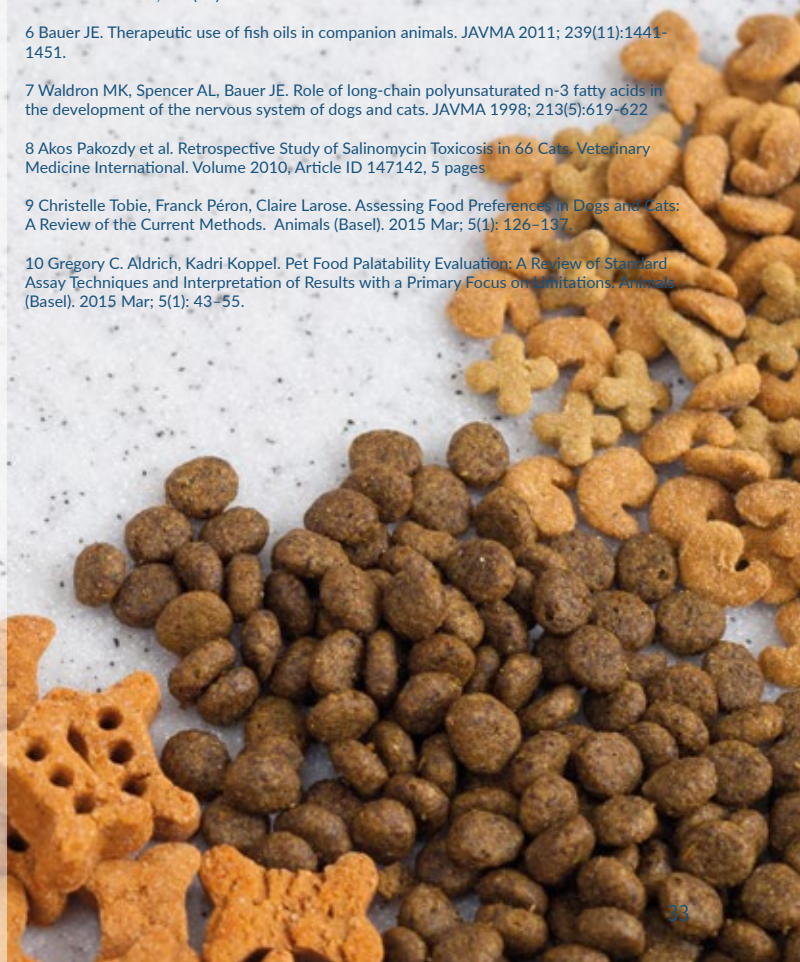 6 Bauer JE. Therapeutic use of fish oils in companion animals. JAVMA 2011; 239(11):1441-
1451.
7 Waldron MK, Spencer AL, Bauer JE. Role of long-chain polyunsaturated n-3 fatty acids in
the development of the nervous system of dogs and cats. JAVMA 1998; 213(5):619-622
8 Akos Pakozdy et al. Retrospective Study of Salinomycin Toxicosis in 66 Cats. Veterinary
Medicine International. Volume 2010, Article ID 147142, 5 pages
9 Christelle Tobie, Franck Péron, Claire Larose. Assessing Food Preferences in Dogs and Cats:
A Review of the Current Methods. Animals (Basel). 2015 Mar; 5(1): 126–137.
10 Gregory C. Aldrich, Kadri Koppel. Pet Food Palatability Evaluation: A Review of Standard
Assay Techniques and Interpretation of Results with a Primary Focus on Limitations. Animals
(Basel). 2015 Mar; 5(1): 43–55.
33